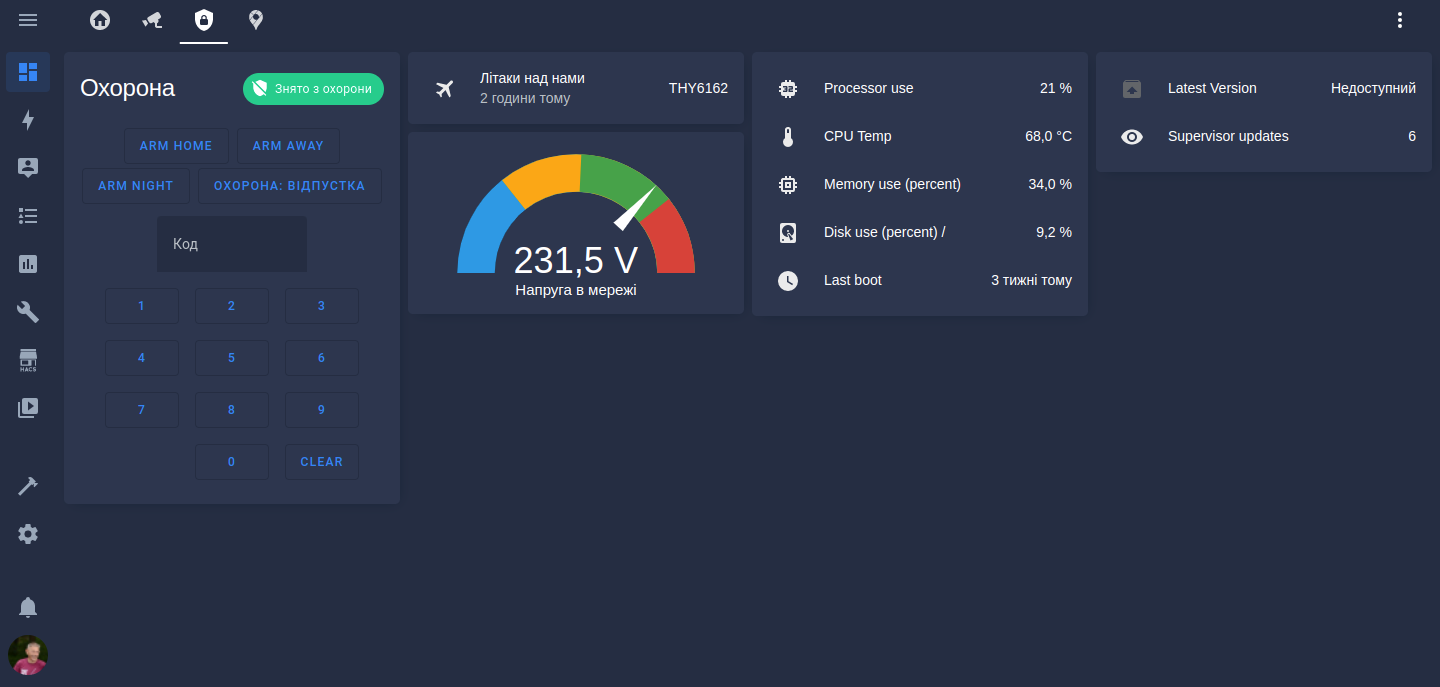 Охорона
Знято з охорони
ARM HOME
ARM AWAY
ARM NIGHT
ОХОРОНА: ВІДПУСТКА
Код
1
2
3
4
5
6
7
8
9
0
CLEAR
Літаки над нами
2 години тому
THY6162
231,5 V
Напруга в мережі
Processor use
21 %
CPU Temp
68,0 °C
Memory use (percent)
34,0 %
Disk use (percent) /
9,2 %
Last boot
3 тижні тому
Latest Version
Недоступний
Supervisor updates
6
HACS
32